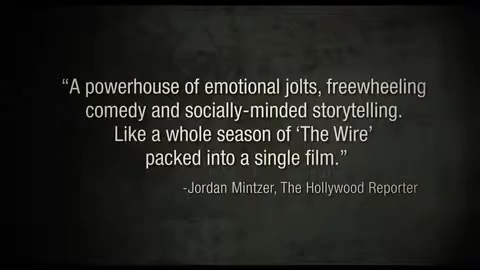 “A powerhouse of emotional jolts, freewheeling
comedy and socially-minded storytelling.
Like a whole season of ‘The Wire’
packed into a single film.”
-Jordan Mintzer, The Hollywood Reporter